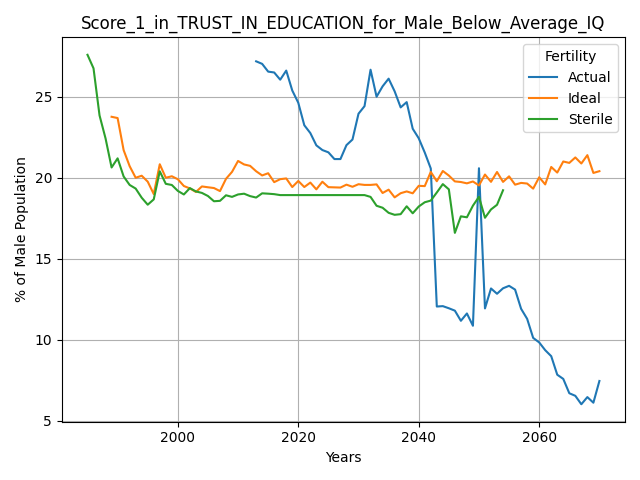 Score_1_in_TRUST_IN_EDUCATION_for_Male_Below_Average_IQ
Fertility
Actual
Ideal
Sterile
% of Male Population
25
20
15
10
5
2000
2020
2040
2060
Years